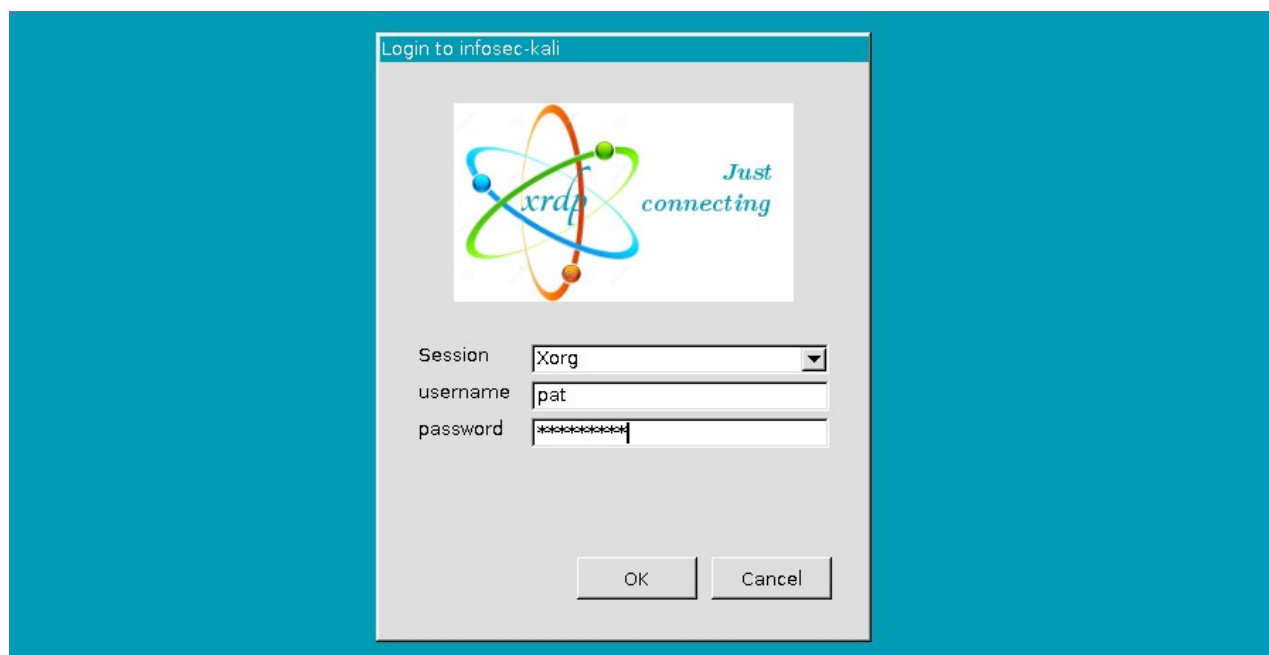 Login to infosec-kali
xrdp
Just
connecting
Session Xorg
username pat
password *********
OK Cancel